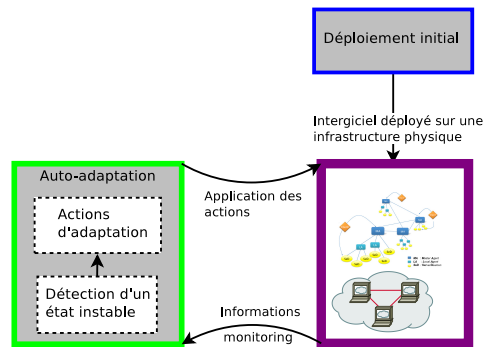 Déploiement initial
Intergiciel déployé sur une
infrastructure physique
Auto-adaptation
Actions
d'adaptation
Détection d'un
état instable
Application des
actions
Informations
monitoring